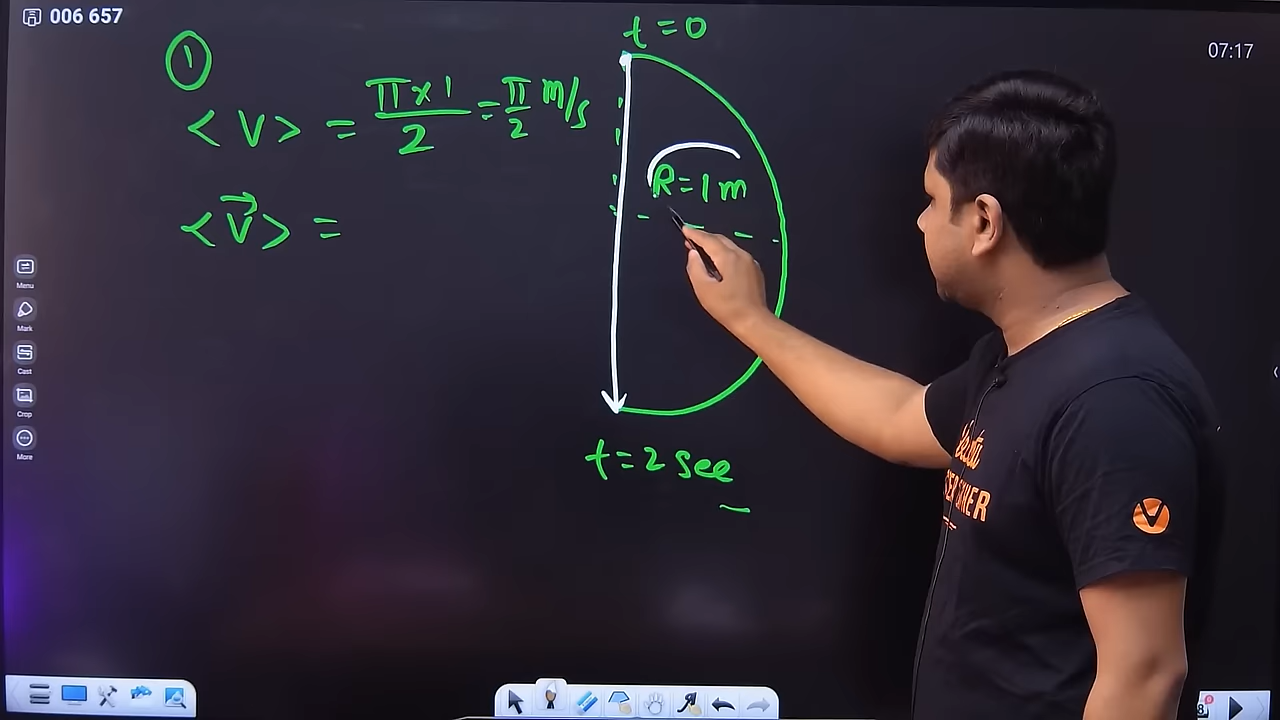 006 657
07:17
t = 0
①
<V> = π×1/2 = π/2 m/s
R = 1 m
<V⃗> =
t = 2 sec
Menu
Mark
Cast
Crop
More